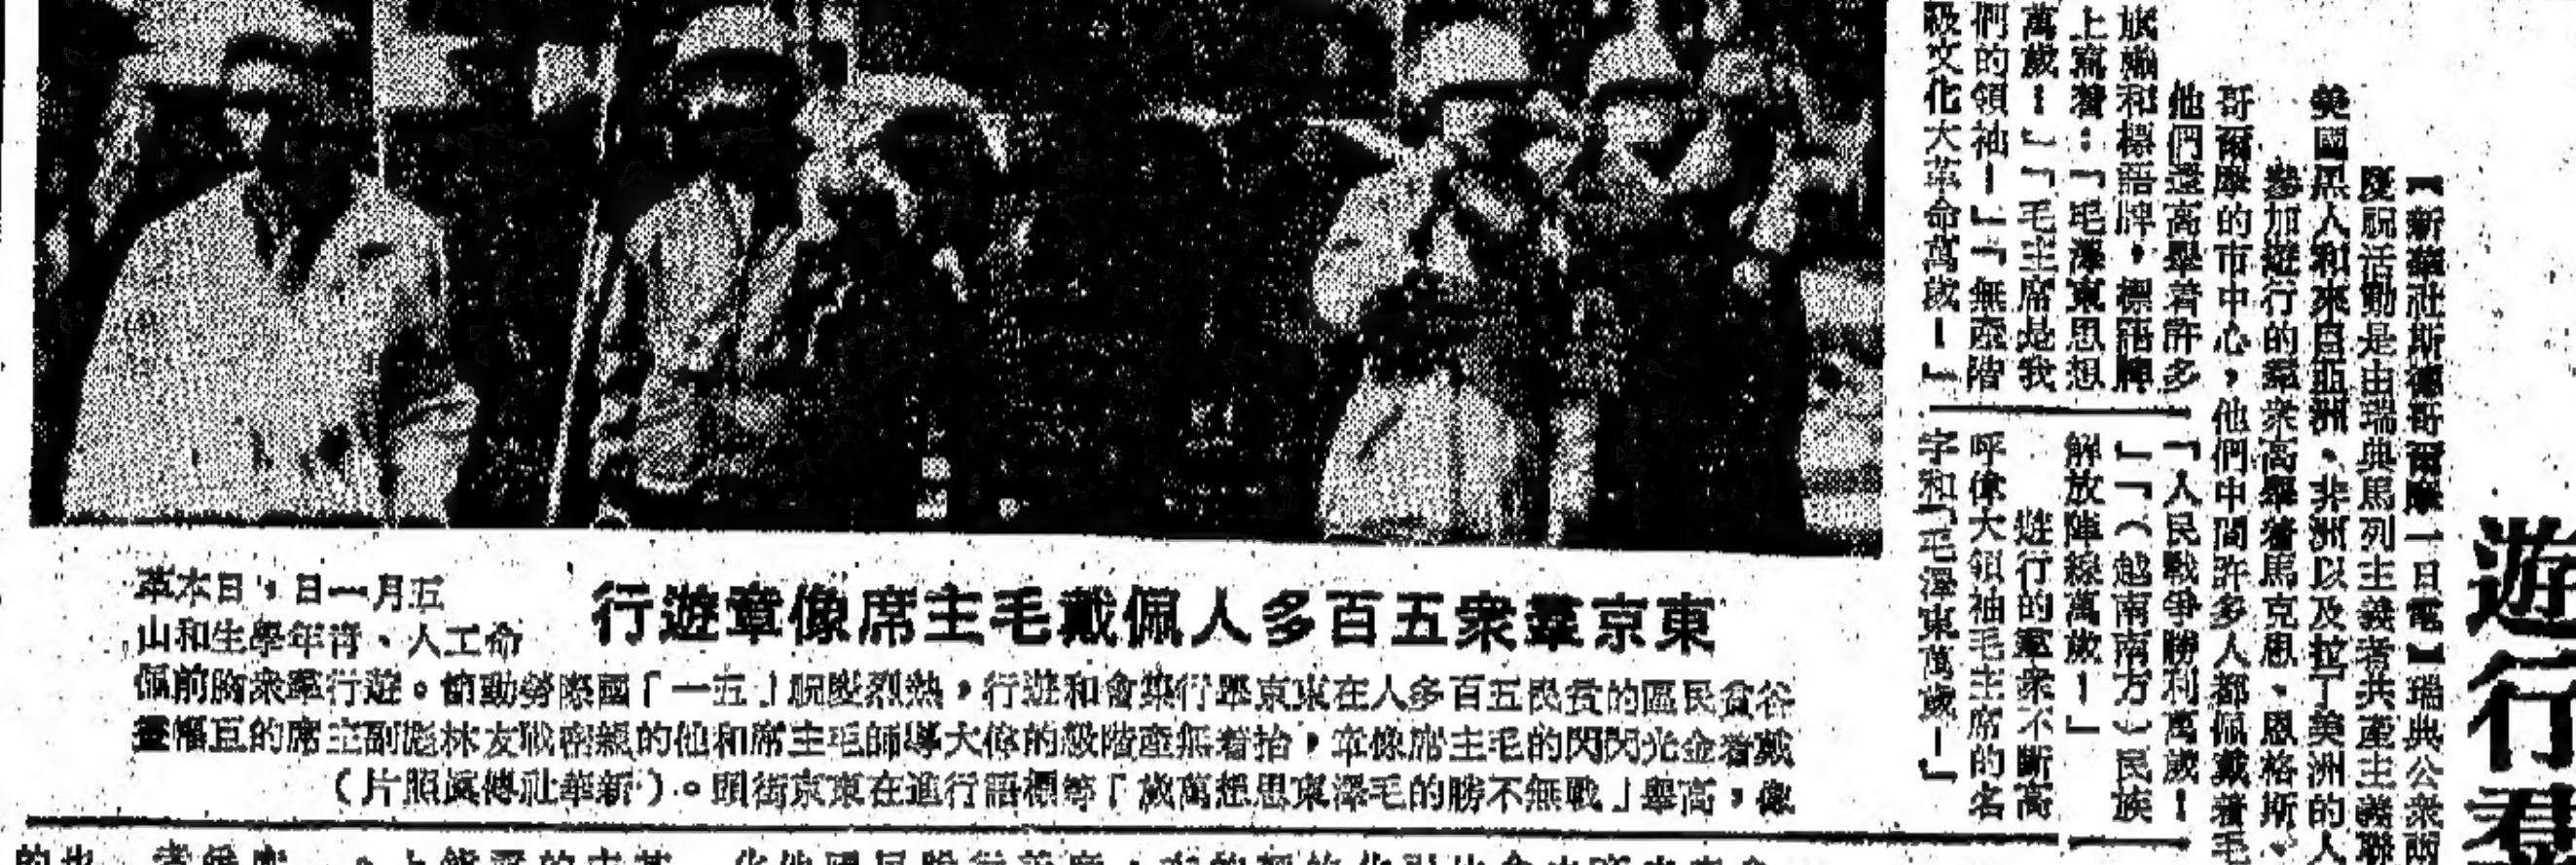 遊行
【新華社斯德哥爾摩一日電】瑞典公衆兩
慶祝活動是由瑞典馬列主義者共產主義聯
美國黑人和來自亞洲、非洲以及拉丁美洲的人
參加遊行的羣衆高舉着馬克思、恩格斯、
哥爾摩的市中心,他們中間許多人都佩戴着毛
他們還高舉着許多
旗幟和標語牌,標語牌
上寫着:「毛澤東思想
萬歲!」「毛主席是我
們的領袖!」「無產階
級文化大革命萬歲!」
「人民戰爭勝利萬歲!
」「(越南南方)民族
解放陣線萬歲!」
遊行的羣衆不斷高
呼偉大領袖毛主席的名
字和「毛澤東萬歲!」
東京羣衆五百多人佩戴毛主席像章遊行
五月一日,日本革
命工人、青年學生和山
谷貧民區的貧民五百多人在東京舉行集會和遊行,熱烈慶祝「五一」國際勞動節。遊行羣衆胸前佩
戴着金光閃閃的毛主席像章,抬着無產階級的偉大導師毛主席和他的親密戰友林彪副主席的巨幅畫
像,高舉「戰無不勝的毛澤東思想萬歲」等標語行進在東京街頭。(新華社傳眞照片)